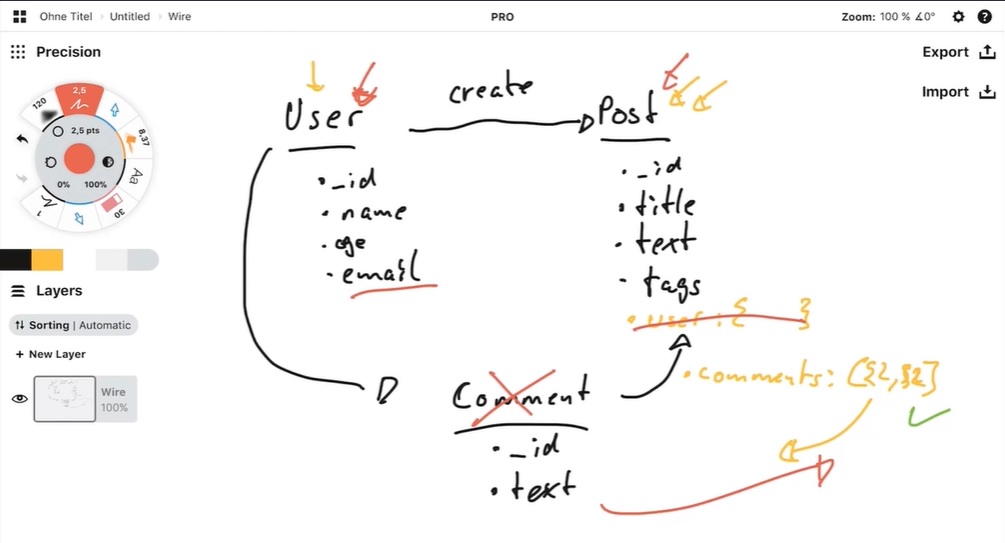 Ohne Titel › Untitled › Wire
PRO
Zoom: 100 % ∡0°
Precision
Export
Import
120
2,5
8,37
2,5 pts
Aa
0% 100%
30
1
Layers
Sorting | Automatic
+ New Layer
Wire
100%
User
create
Post
• _id
• name
• age
• email
• _id
• title
• text
• tags
• user : { }
• comments:
Comment
• _id
• text